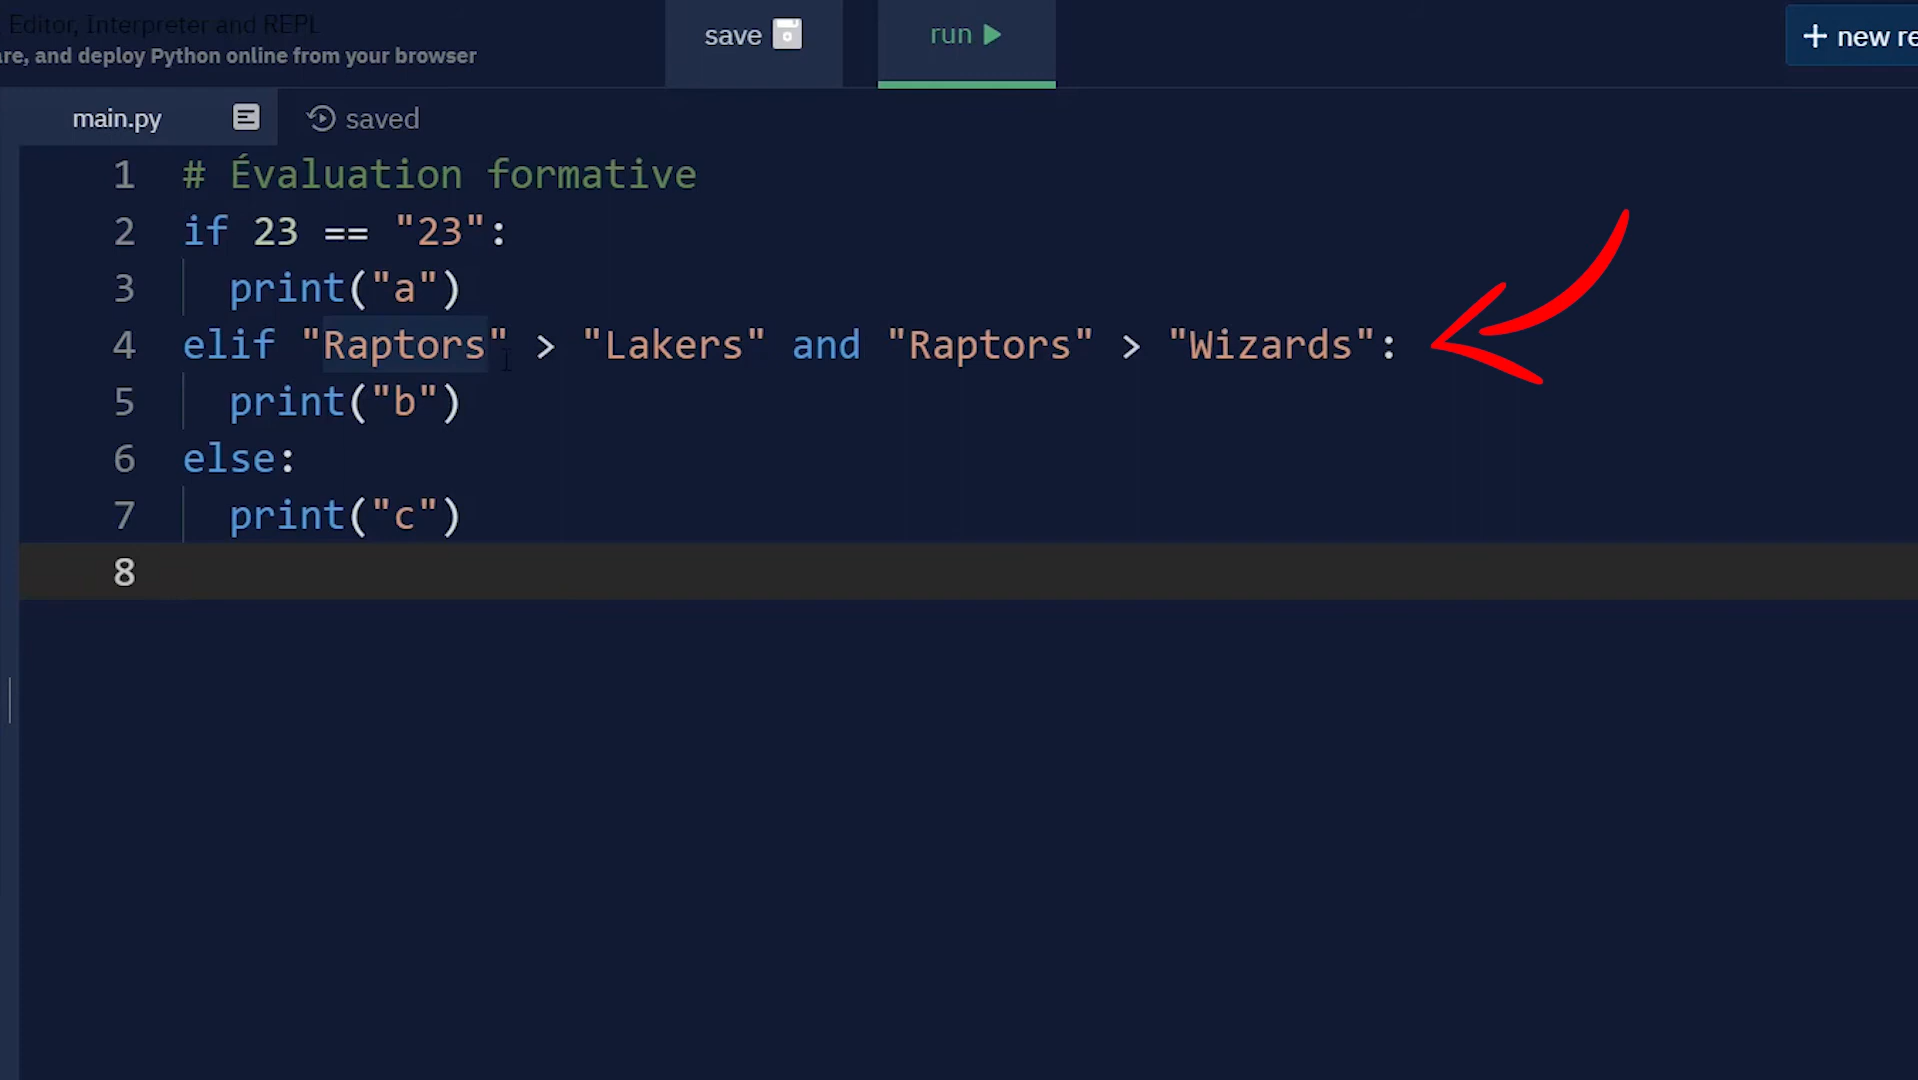 Editor, Interpreter and REPL
re, and deploy Python online from your browser
save
run
+ new re
main.py
saved
1 # Évaluation formative
2 if 23 == "23":
3 print("a")
4 elif "Raptors" > "Lakers" and "Raptors" > "Wizards":
5 print("b")
6 else:
7 print("c")
8